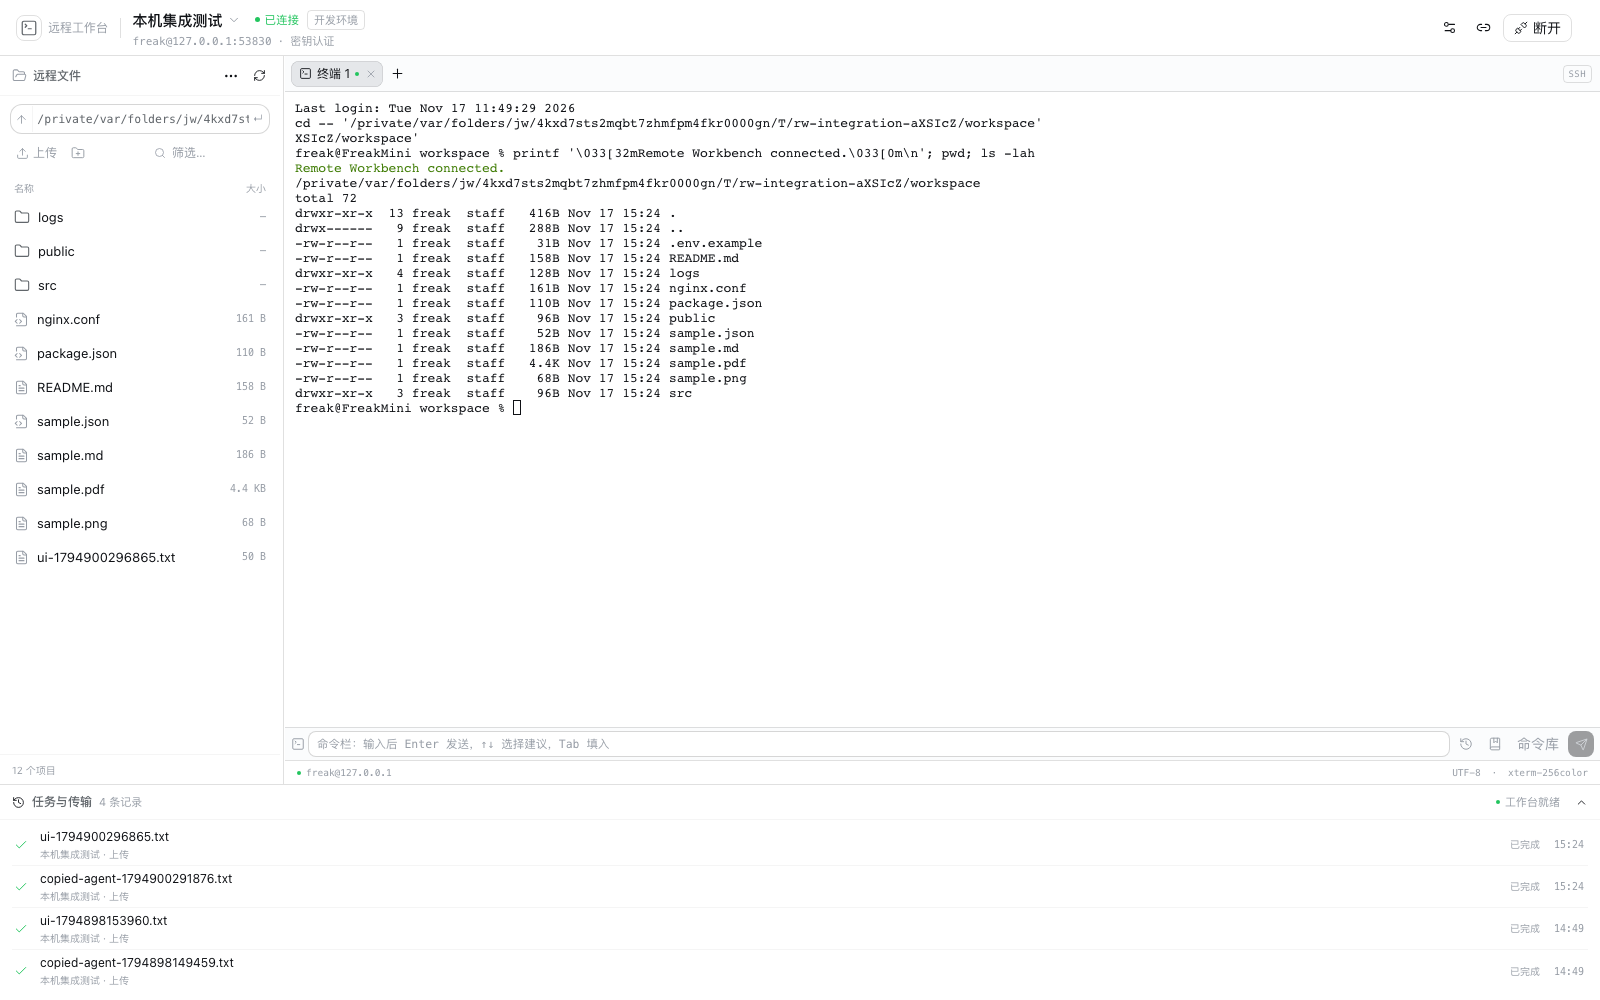 远程工作台
本机集成测试
已连接
开发环境
freak@127.0.0.1:53830 · 密钥认证
断开
远程文件
/private/var/folders/jw/4kxd7st
上传
筛选...
名称 大小
logs —
public —
src —
nginx.conf 161 B
package.json 110 B
README.md 158 B
sample.json 52 B
sample.md 186 B
sample.pdf 4.4 KB
sample.png 68 B
ui-1794900296865.txt 50 B
12 个项目
终端 1
SSH
Last login: Tue Nov 17 11:49:29 2026
cd -- '/private/var/folders/jw/4kxd7sts2mqbt7zhmfpm4fkr0000gn/T/rw-integration-aXSIcZ/workspace'
XSIcZ/workspace'
freak@FreakMini workspace % printf '\033[32mRemote Workbench connected.\033[0m\n'; pwd; ls -lah
Remote Workbench connected.
/private/var/folders/jw/4kxd7sts2mqbt7zhmfpm4fkr0000gn/T/rw-integration-aXSIcZ/workspace
total 72
drwxr-xr-x  13 freak  staff   416B Nov 17 15:24 .
drwx------   9 freak  staff   288B Nov 17 15:24 ..
-rw-r--r--   1 freak  staff    31B Nov 17 15:24 .env.example
-rw-r--r--   1 freak  staff   158B Nov 17 15:24 README.md
drwxr-xr-x   4 freak  staff   128B Nov 17 15:24 logs
-rw-r--r--   1 freak  staff   161B Nov 17 15:24 nginx.conf
-rw-r--r--   1 freak  staff   110B Nov 17 15:24 package.json
drwxr-xr-x   3 freak  staff    96B Nov 17 15:24 public
-rw-r--r--   1 freak  staff    52B Nov 17 15:24 sample.json
-rw-r--r--   1 freak  staff   186B Nov 17 15:24 sample.md
-rw-r--r--   1 freak  staff   4.4K Nov 17 15:24 sample.pdf
-rw-r--r--   1 freak  staff    68B Nov 17 15:24 sample.png
drwxr-xr-x   3 freak  staff    96B Nov 17 15:24 src
freak@FreakMini workspace %
命令栏: 输入后 Enter 发送, ↑↓ 选择建议, Tab 填入
命令库
freak@127.0.0.1
UTF-8 · xterm-256color
任务与传输 4 条记录
工作台就绪
ui-1794900296865.txt
本机集成测试 · 上传
已完成 15:24
copied-agent-1794900291876.txt
本机集成测试 · 上传
已完成 15:24
ui-1794898153960.txt
本机集成测试 · 上传
已完成 14:49
copied-agent-1794898149459.txt
本机集成测试 · 上传
已完成 14:49